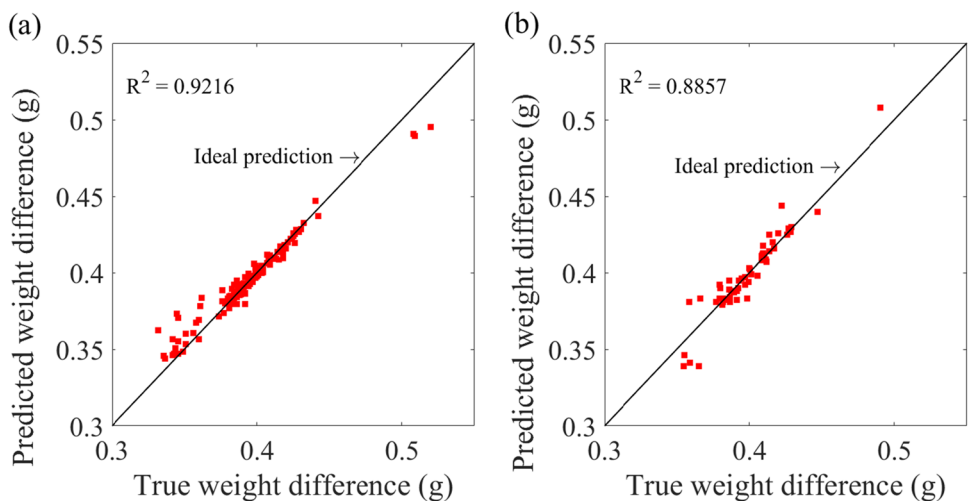 (a)
0.55
0.5
0.45
0.4
0.35
0.3
Predicted weight difference (g)
R² = 0.9216
Ideal prediction →
0.3 0.4 0.5
True weight difference (g)
(b)
0.55
0.5
0.45
0.4
0.35
0.3
Predicted weight difference (g)
R² = 0.8857
Ideal prediction →
0.3 0.4 0.5
True weight difference (g)